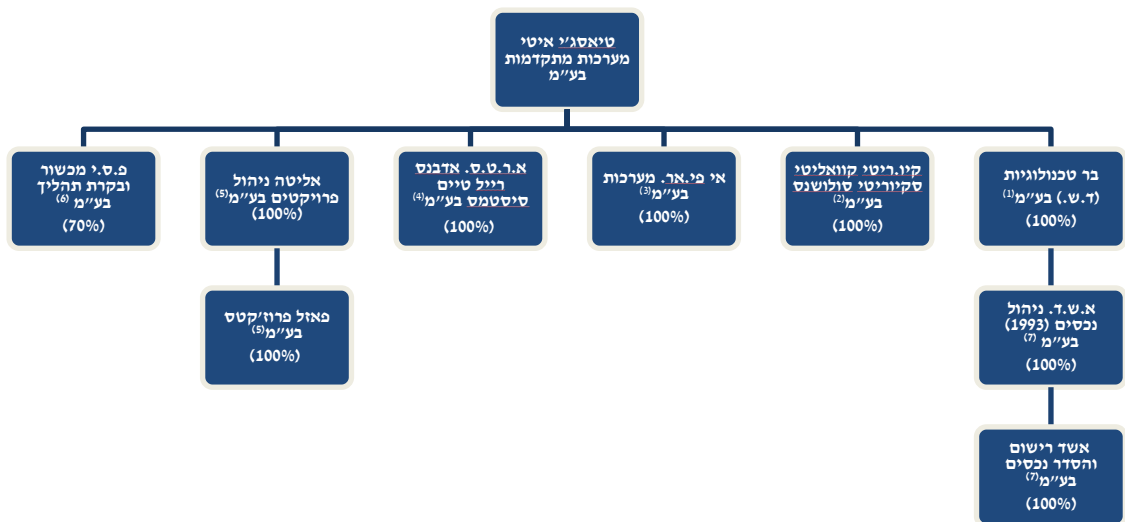 טיאסג'י איטי
מערכות מתקדמות
בע"מ
בר טכנולוגיות
(ד.ש.) בע"מ(1)
(100%)
קיו.ריטי קוואליטי
סקיוריטי סולושנס
בע"מ(2)
(100%)
אי פי.אר. מערכות
בע"מ(3)
(100%)
א.ר.ט.ס. אדבנס
רייל טיים
סיסטמס בע"מ(4)
(100%)
אליטה ניהול
פרויקטים בע"מ(5)
(100%)
פ.ס.י מכשור
ובקרת תהליך
בע"מ (6)
(70%)
א.ש.ד. ניהול
נכסים (1993)
בע"מ (7)
(100%)
פאזל פרוז'קטס
בע"מ(5)
(100%)
אשד רישום
והסדר נכסים
בע"מ(7)
(100%)